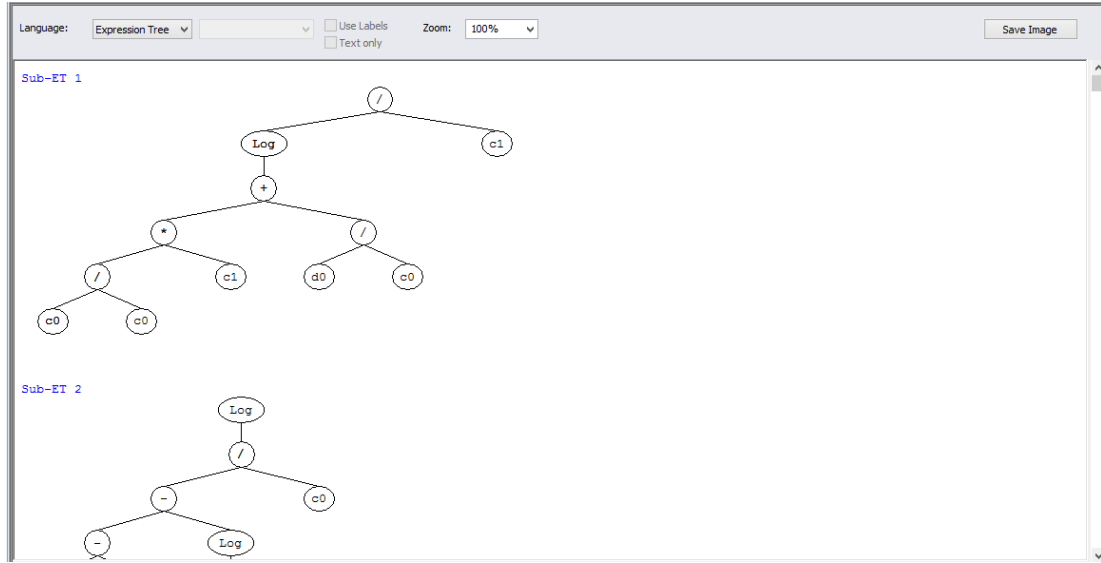 Language: Expression Tree Use Labels Zoom: 100% Save Image
Text only
Sub-ET 1
/
Log c1
+
* /
/ c1 d0 c0
c0 c0
Sub-ET 2
Log
/
- c0
- Log